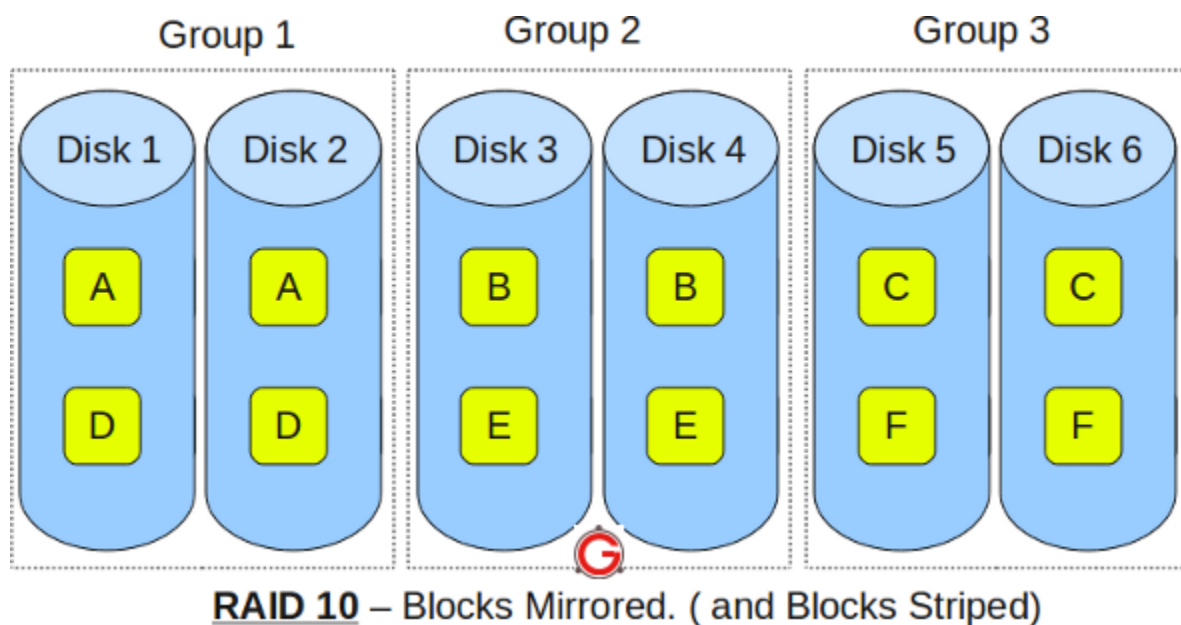 Group 1 Group 2 Group 3
Disk 1 Disk 2 Disk 3 Disk 4 Disk 5 Disk 6
A A B B C C
D D E E F F
G
RAID 10 – Blocks Mirrored. ( and Blocks Striped)